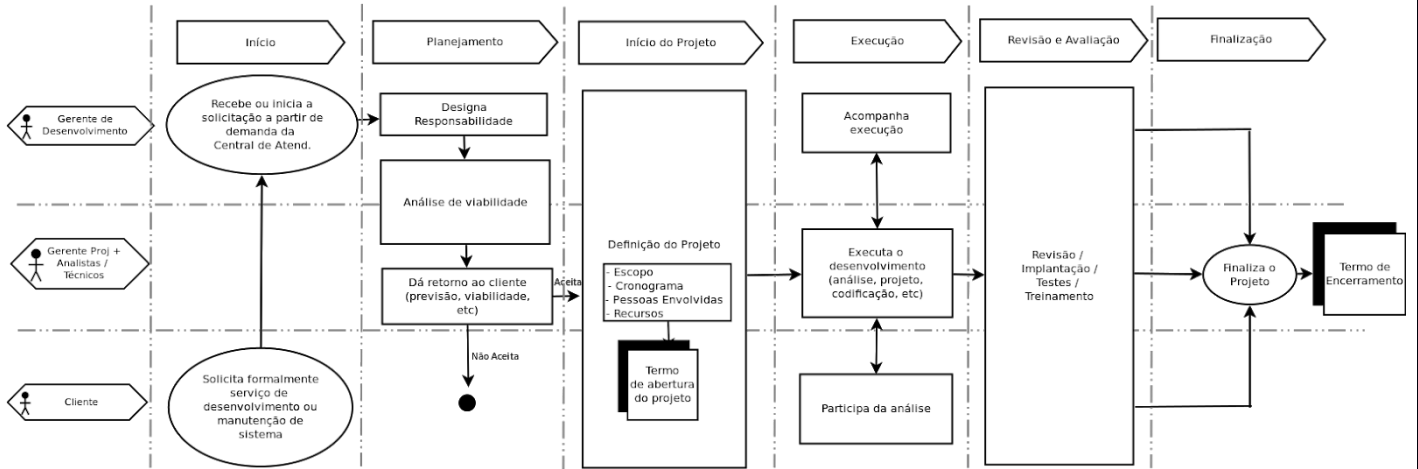 Início
Planejamento
Início do Projeto
Execução
Revisão e Avaliação
Finalização
Gerente de
Desenvolvimento
Recebe ou inicia a
solicitação a partir de
demanda da
Central de Atend.
Designa
Responsabilidade
Acompanha
execução
Análise de viabilidade
Gerente Proj +
Analistas /
Técnicos
Dá retorno ao cliente
(previsão, viabilidade,
etc)
Aceita
Não Aceita
Definição do Projeto
- Escopo
- Cronograma
- Pessoas Envolvidas
- Recursos
Termo
de abertura
do projeto
Executa o
desenvolvimento
(análise, projeto,
codificação, etc)
Revisão /
Implantação /
Testes /
Treinamento
Finaliza o
Projeto
Termo de
Encerramento
Cliente
Solicita formalmente
serviço de
desenvolvimento ou
manutenção de
sistema
Participa da análise